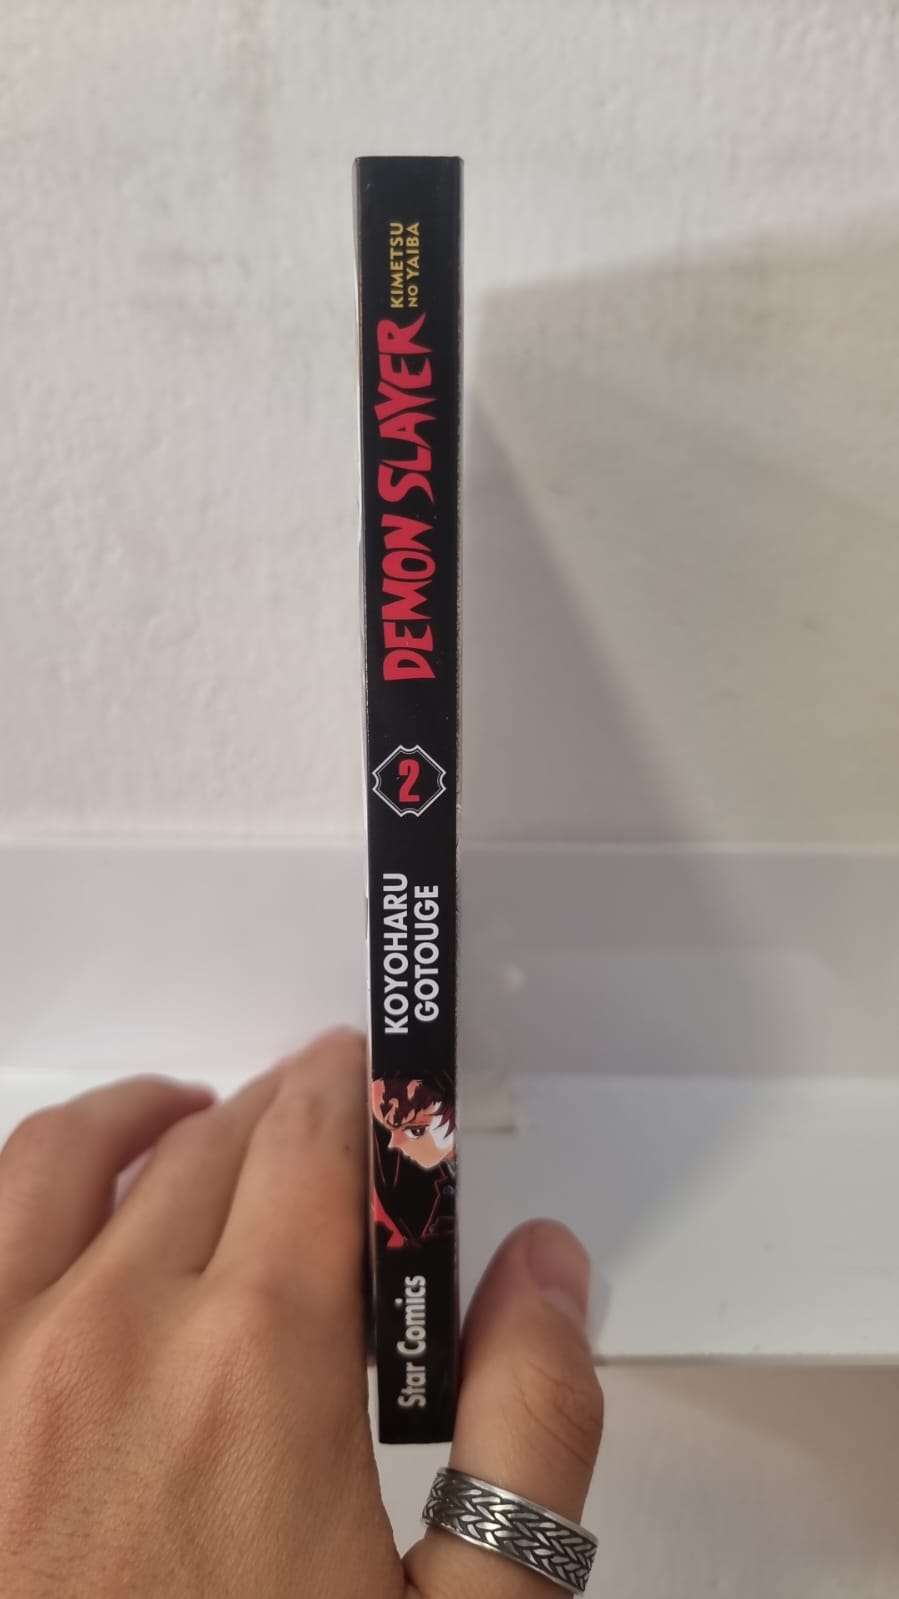 DEMON SLAYER
KIMETSU
NO YAIBA
2
KOYOHARU
GOTOUGE
Star Comics